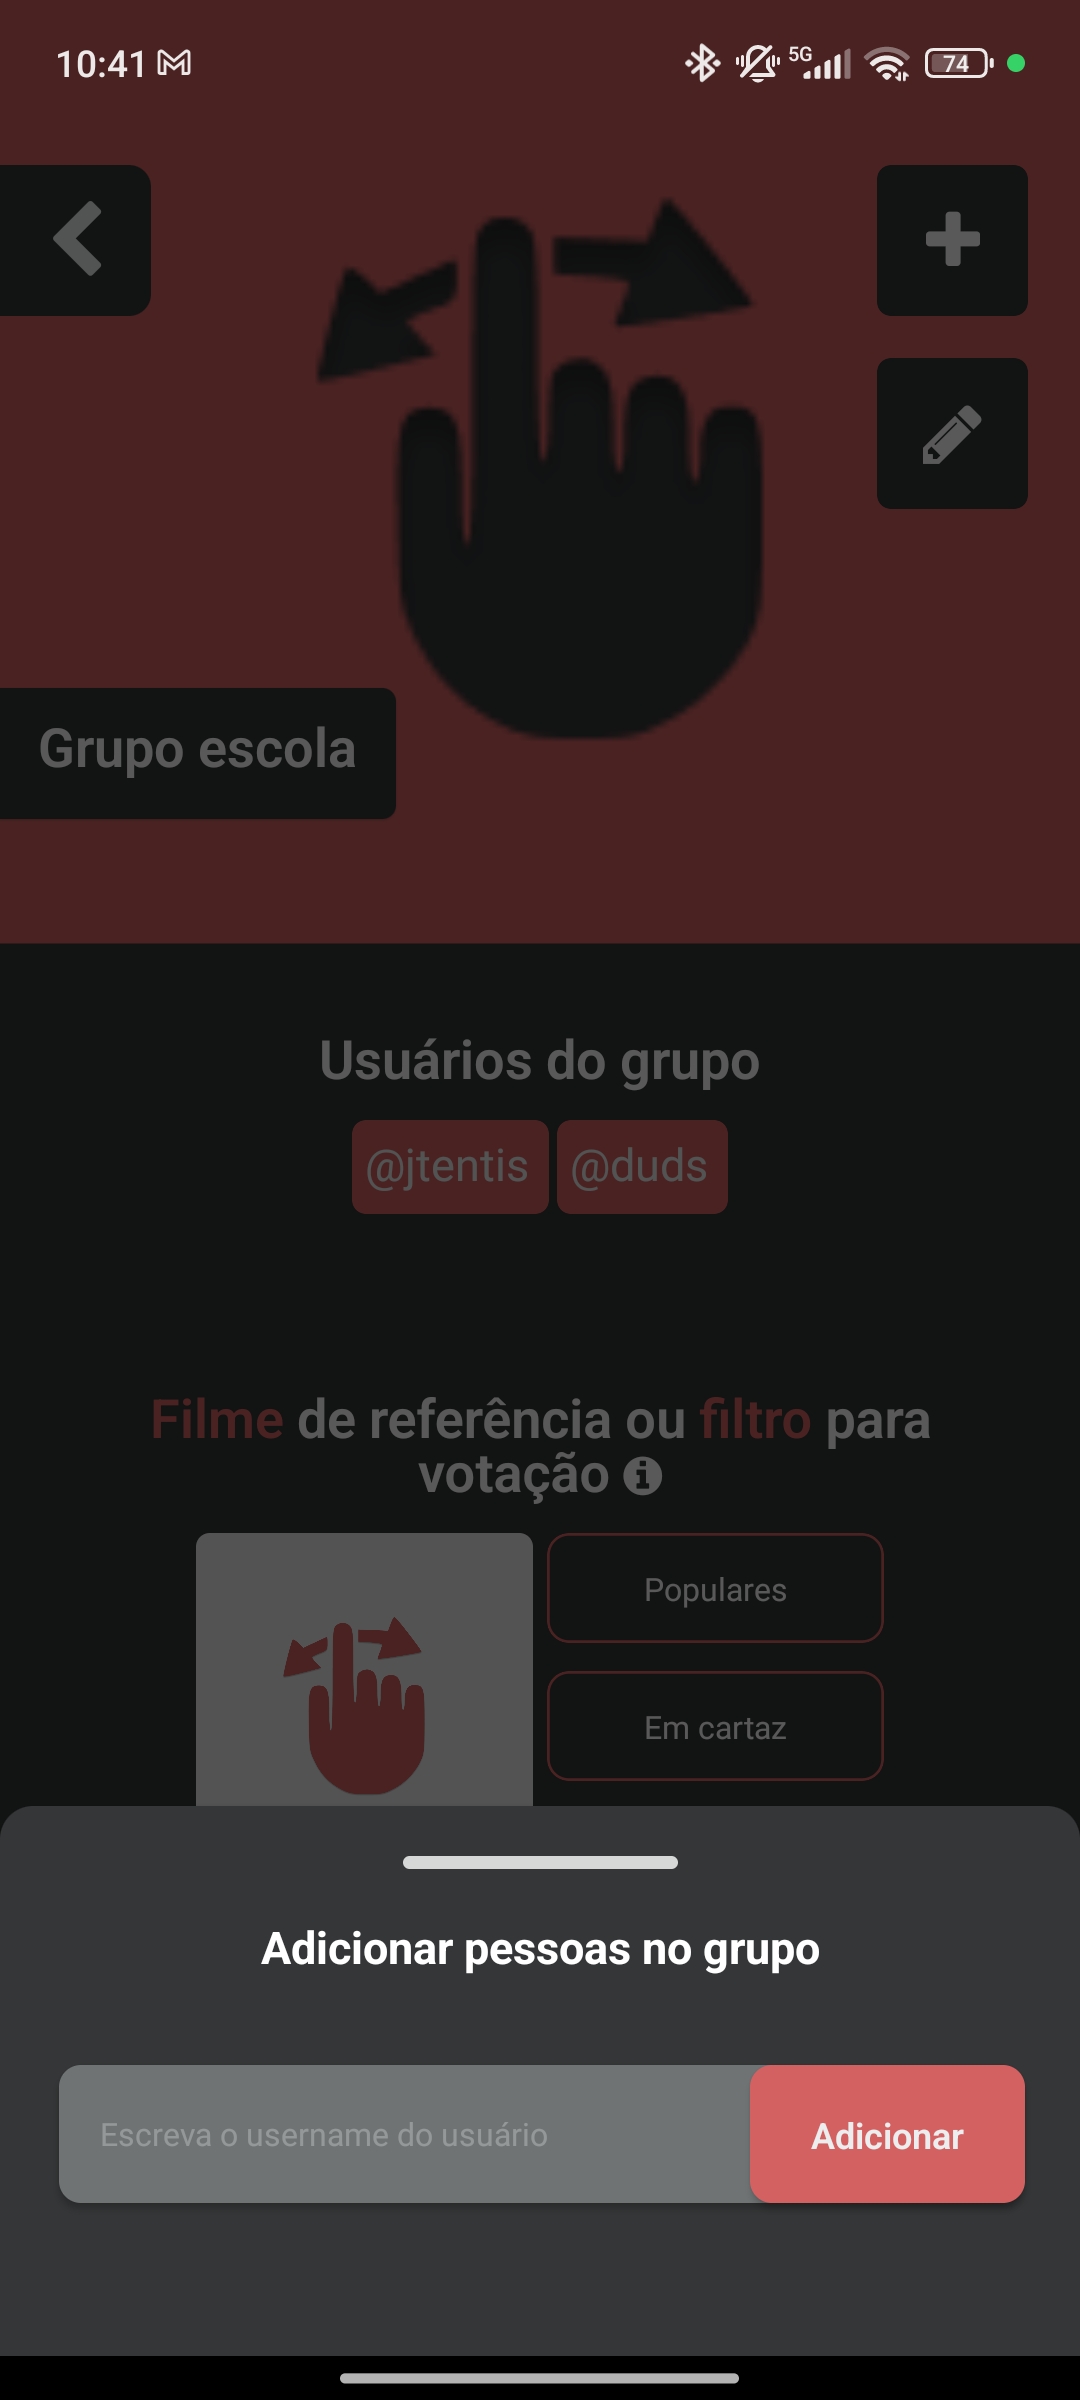 10:41
5G
74
Grupo escola
Usuários do grupo
@jtentis @duds
Filme de referência ou filtro para
votação
Populares
Em cartaz
Adicionar pessoas no grupo
Escreva o username do usuário
Adicionar